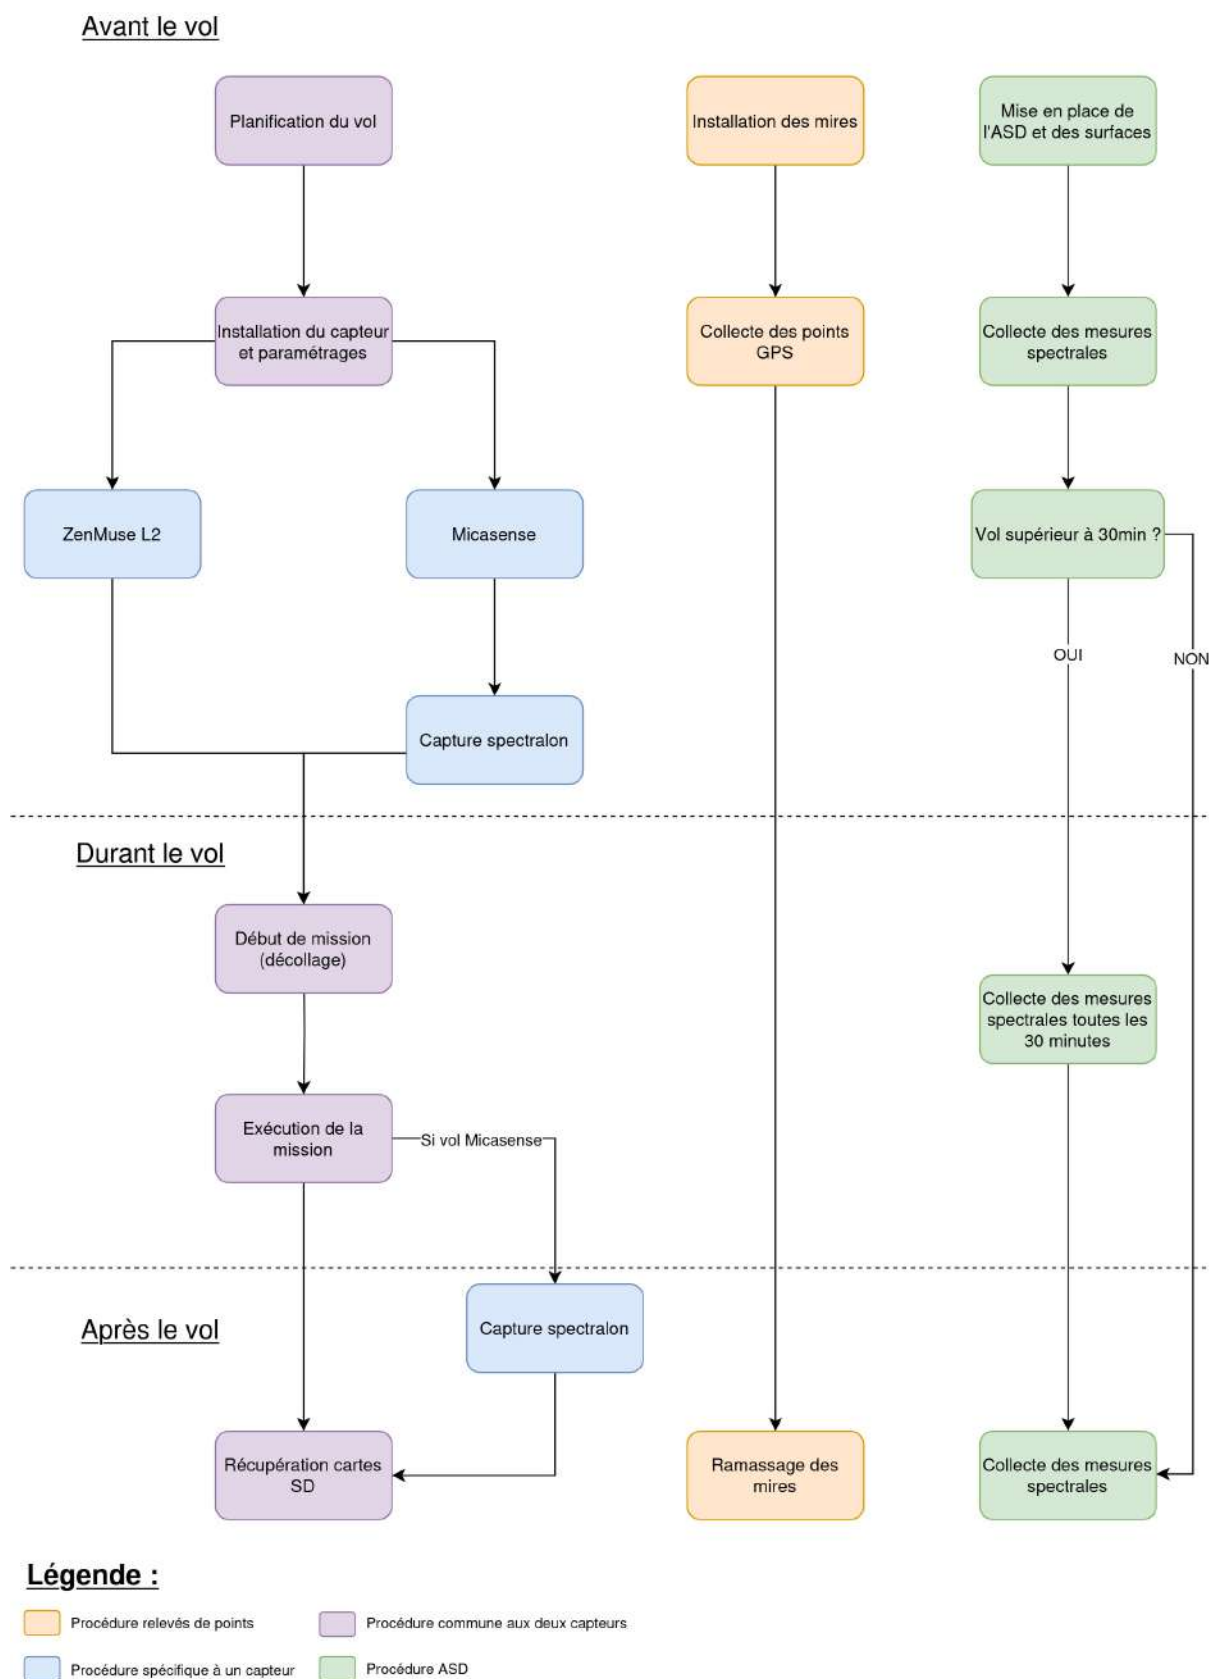 Avant le vol
Planification du vol
Installation des mires
Mise en place de
l'ASD et des surfaces
Installation du capteur
et paramétrages
Collecte des points
GPS
Collecte des mesures
spectrales
ZenMuse L2
Micasense
Vol supérieur à 30min ?
OUI
NON
Capture spectralon
Durant le vol
Début de mission
(décollage)
Collecte des mesures
spectrales toutes les
30 minutes
Exécution de la
mission
Si vol Micasense
Capture spectralon
Après le vol
Récupération cartes
SD
Ramassage des
mires
Collecte des mesures
spectrales
Légende :
Procédure relevés de points
Procédure commune aux deux capteurs
Procédure spécifique à un capteur
Procédure ASD